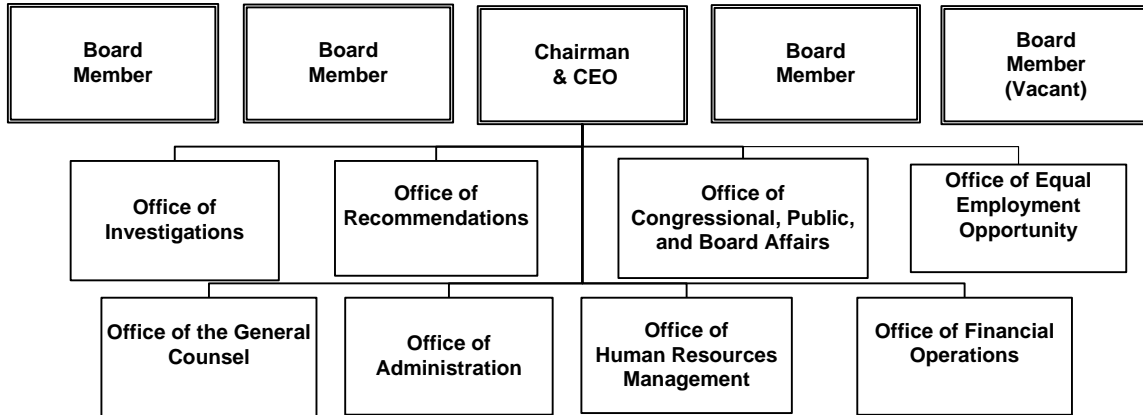 Board
Member
Board
Member
Chairman
& CEO
Board
Member
Board
Member
(Vacant)
Office of
Investigations
Office of
Recommendations
Office of
Congressional, Public,
and Board Affairs
Office of Equal
Employment
Opportunity
Office of the General
Counsel
Office of
Administration
Office of
Human Resources
Management
Office of Financial
Operations